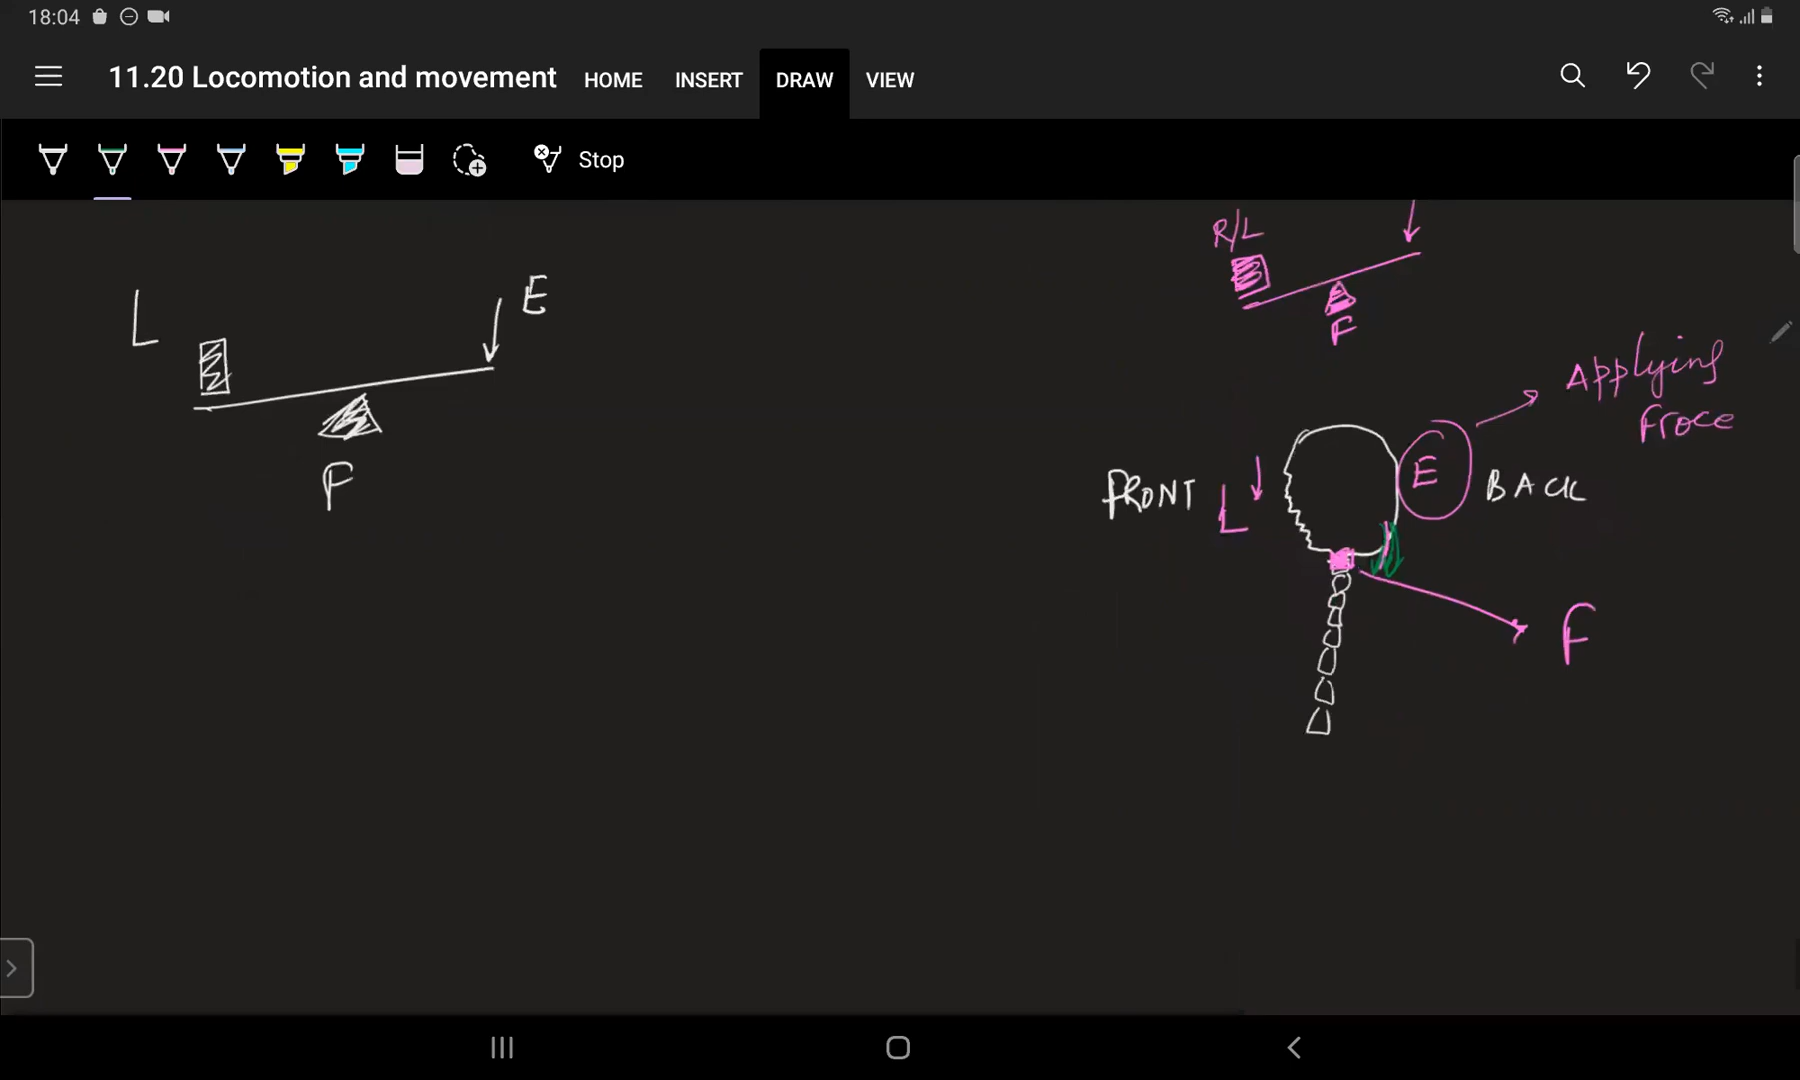 18:04
11.20 Locomotion and movement HOME INSERT DRAW VIEW
Stop
R/L
F
L
E
F
Applying
Froce
FRONT L E BACK
F